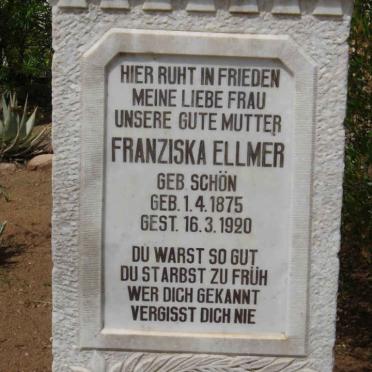 HIER RUHT IN FRIEDEN
MEINE LIEBE FRAU
UNSERE GUTE MUTTER
FRANZISKA ELLMER
GEB SCHÖN
GEB. 1.4.1875
GEST. 16.3.1920
DU WARST SO GUT
DU STARBST ZU FRÜH
WER DICH GEKANNT
VERGISST DICH NIE